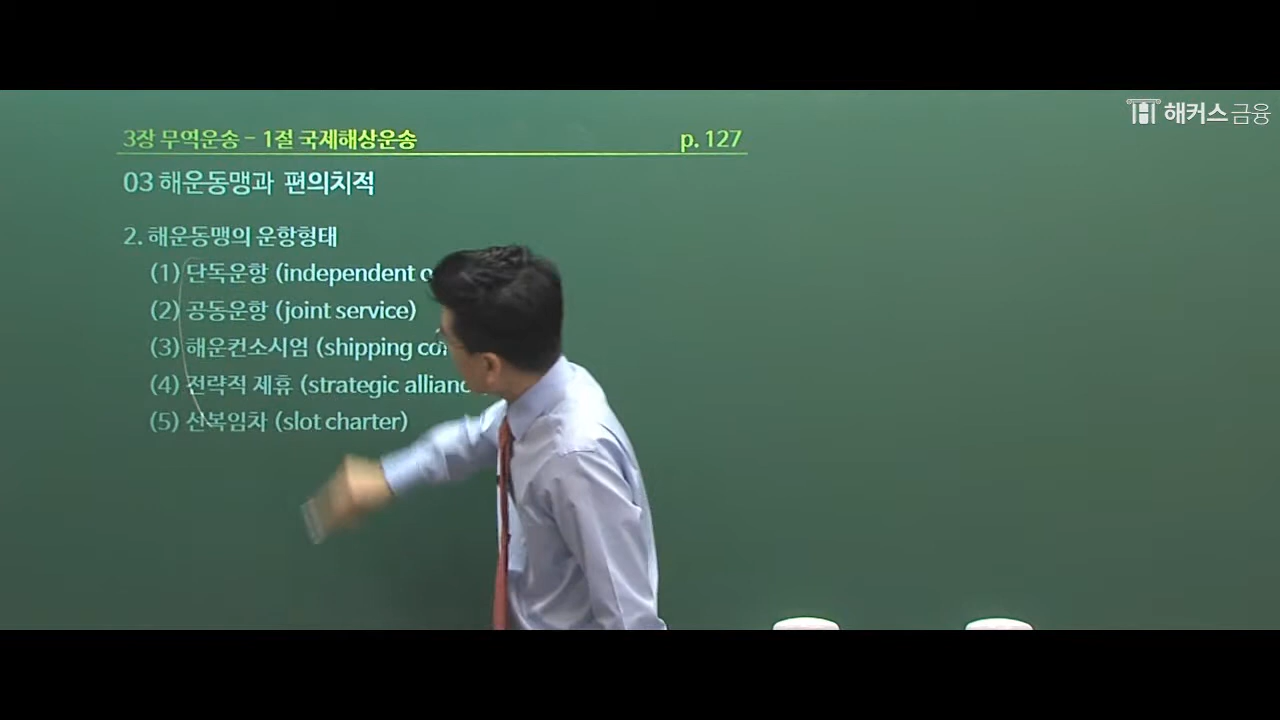 해커스금융
3장 무역운송 - 1절 국제해상운송 p. 127
03 해운동맹과 편의치적
2. 해운동맹의 운항형태
(1) 단독운항 (independent
(2) 공동운항 (joint service)
(3) 해운컨소시엄 (shipping
(4) 전략적 제휴 (strategic
(5) 선복임차 (slot charter)